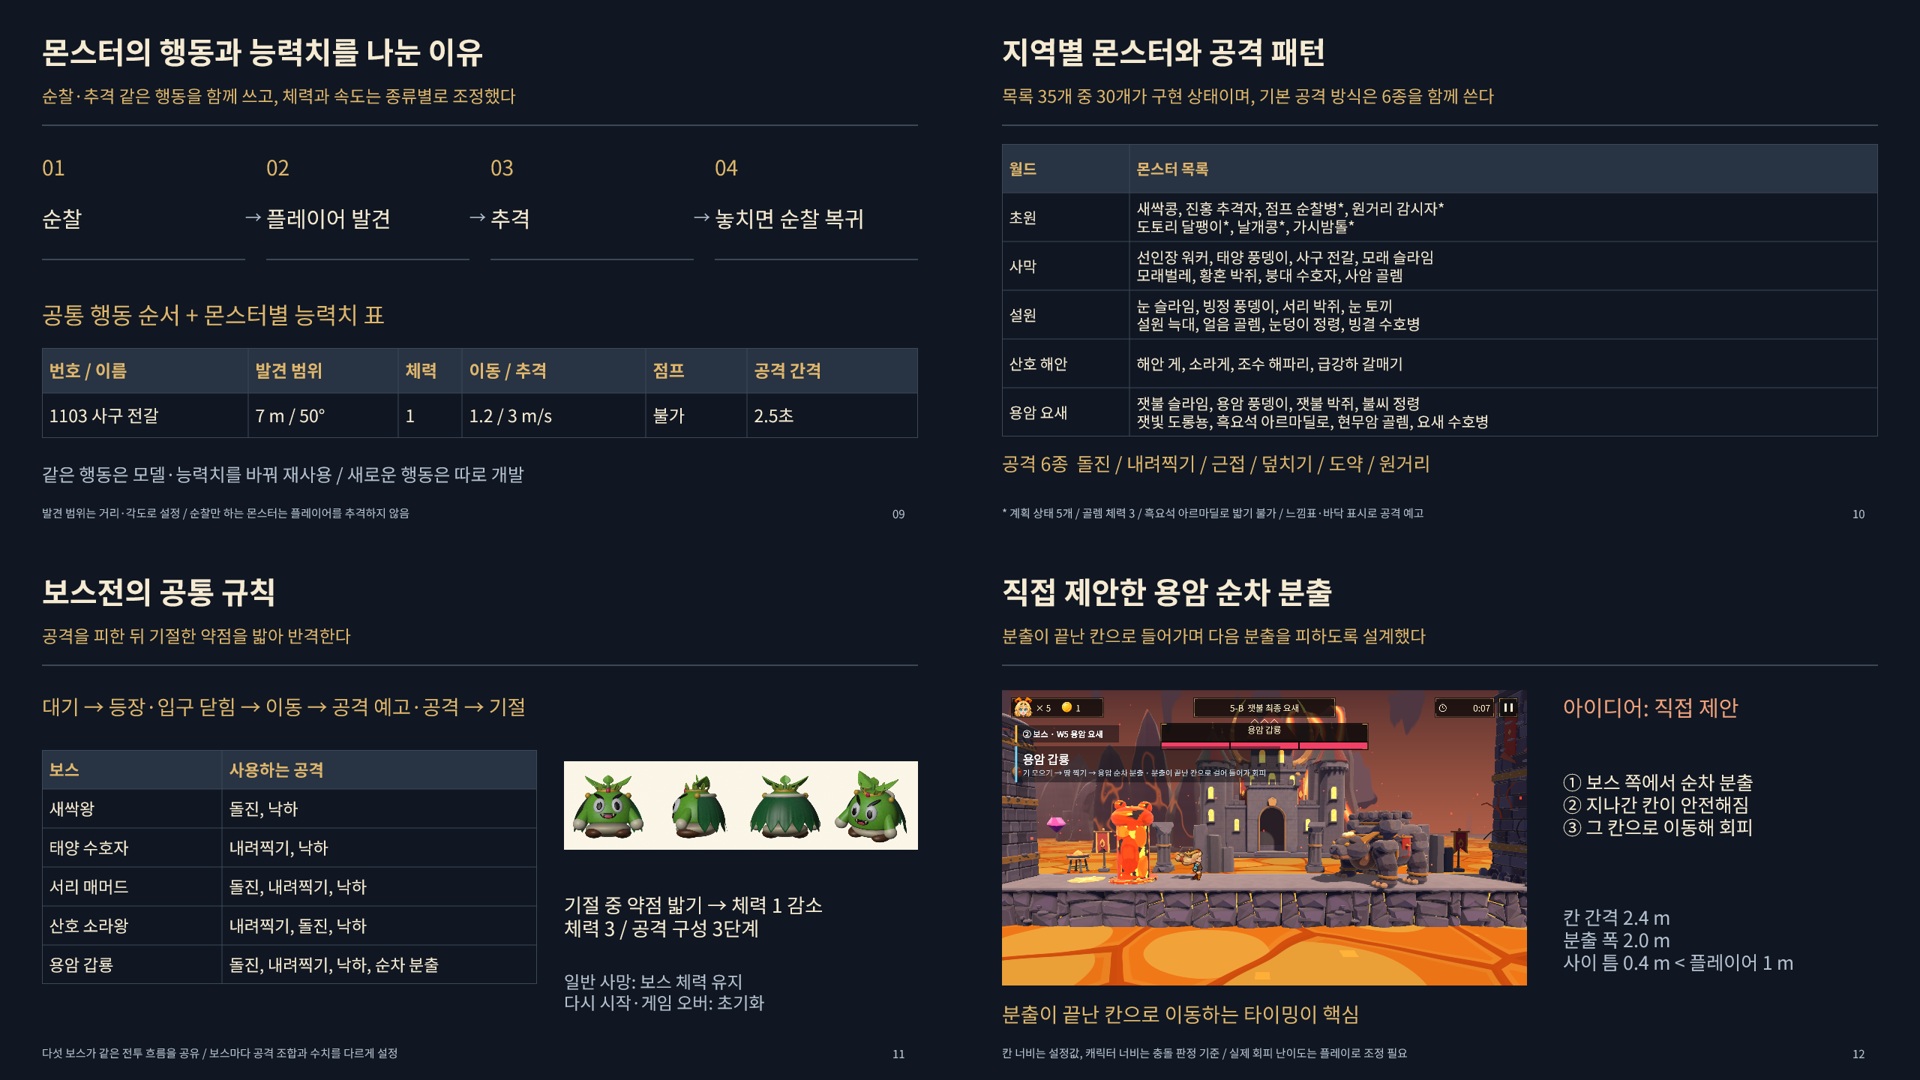 몬스터의 행동과 능력치를 나눈 이유
순찰·추격 같은 행동을 함께 쓰고, 체력과 속도는 종류별로 조정했다
01
02
03
04
순찰
→ 플레이어 발견
→ 추격
→ 놓치면 순찰 복귀
공통 행동 순서 + 몬스터별 능력치 표
번호 / 이름
발견 범위
체력
이동 / 추격
점프
공격 간격
1103 사구 전갈
7 m / 50°
1
1.2 / 3 m/s
불가
2.5초
같은 행동은 모델·능력치를 바꿔 재사용 / 새로운 행동은 따로 개발
발견 범위는 거리·각도로 설정 / 순찰만 하는 몬스터는 플레이어를 추격하지 않음
09
지역별 몬스터와 공격 패턴
목록 35개 중 30개가 구현 상태이며, 기본 공격 방식은 6종을 함께 쓴다
월드
몬스터 목록
초원
새싹콩, 진홍 추격자, 점프 순찰병*, 원거리 감시자*
도토리 달팽이*, 날개콩*, 가시밤톨*
사막
선인장 워커, 태양 풍뎅이, 사구 전갈, 모래 슬라임
모래벌레, 황혼 박쥐, 붕대 수호자, 사암 골렘
설원
눈 슬라임, 빙정 풍뎅이, 서리 박쥐, 눈 토끼
설원 늑대, 얼음 골렘, 눈덩이 정령, 빙결 수호병
산호 해안
해안 게, 소라게, 조수 해파리, 급강하 갈매기
용암 요새
잿불 슬라임, 용암 풍뎅이, 잿불 박쥐, 불씨 정령
잿빛 도롱뇽, 흑요석 아르마딜로, 현무암 골렘, 요새 수호병
공격 6종 돌진 / 내려찍기 / 근접 / 덮치기 / 도약 / 원거리
* 계획 상태 5개 / 골렘 체력 3 / 흑요석 아르마딜로 밟기 불가 / 느낌표·바닥 표시로 공격 예고
10
보스전의 공통 규칙
공격을 피한 뒤 기절한 약점을 밟아 반격한다
대기 → 등장·입구 닫힘 → 이동 → 공격 예고·공격 → 기절
보스
사용하는 공격
새싹왕
돌진, 낙하
태양 수호자
내려찍기, 낙하
서리 매머드
돌진, 내려찍기, 낙하
산호 소라왕
내려찍기, 돌진, 낙하
용암 갑룡
돌진, 내려찍기, 낙하, 순차 분출
기절 중 약점 밟기 → 체력 1 감소
체력 3 / 공격 구성 3단계
일반 사망: 보스 체력 유지
다시 시작·게임 오버: 초기화
다섯 보스가 같은 전투 흐름을 공유 / 보스마다 공격 조합과 수치를 다르게 설정
11
직접 제안한 용암 순차 분출
분출이 끝난 칸으로 들어가며 다음 분출을 피하도록 설계했다
× 5
1
5-B 잿불 최종 요새
0:07
용암 갑룡
② 보스 · W5 용암 요새
용암 갑룡
기 모으기 → 땅 찍기 → 용암 순차 분출 · 분출이 끝난 칸으로 걸어 들어가 회피
아이디어: 직접 제안
① 보스 쪽에서 순차 분출
② 지나간 칸이 안전해짐
③ 그 칸으로 이동해 회피
칸 간격 2.4 m
분출 폭 2.0 m
사이 틈 0.4 m < 플레이어 1 m
분출이 끝난 칸으로 이동하는 타이밍이 핵심
칸 너비는 설정값, 캐릭터 너비는 충돌 판정 기준 / 실제 회피 난이도는 플레이로 조정 필요
12